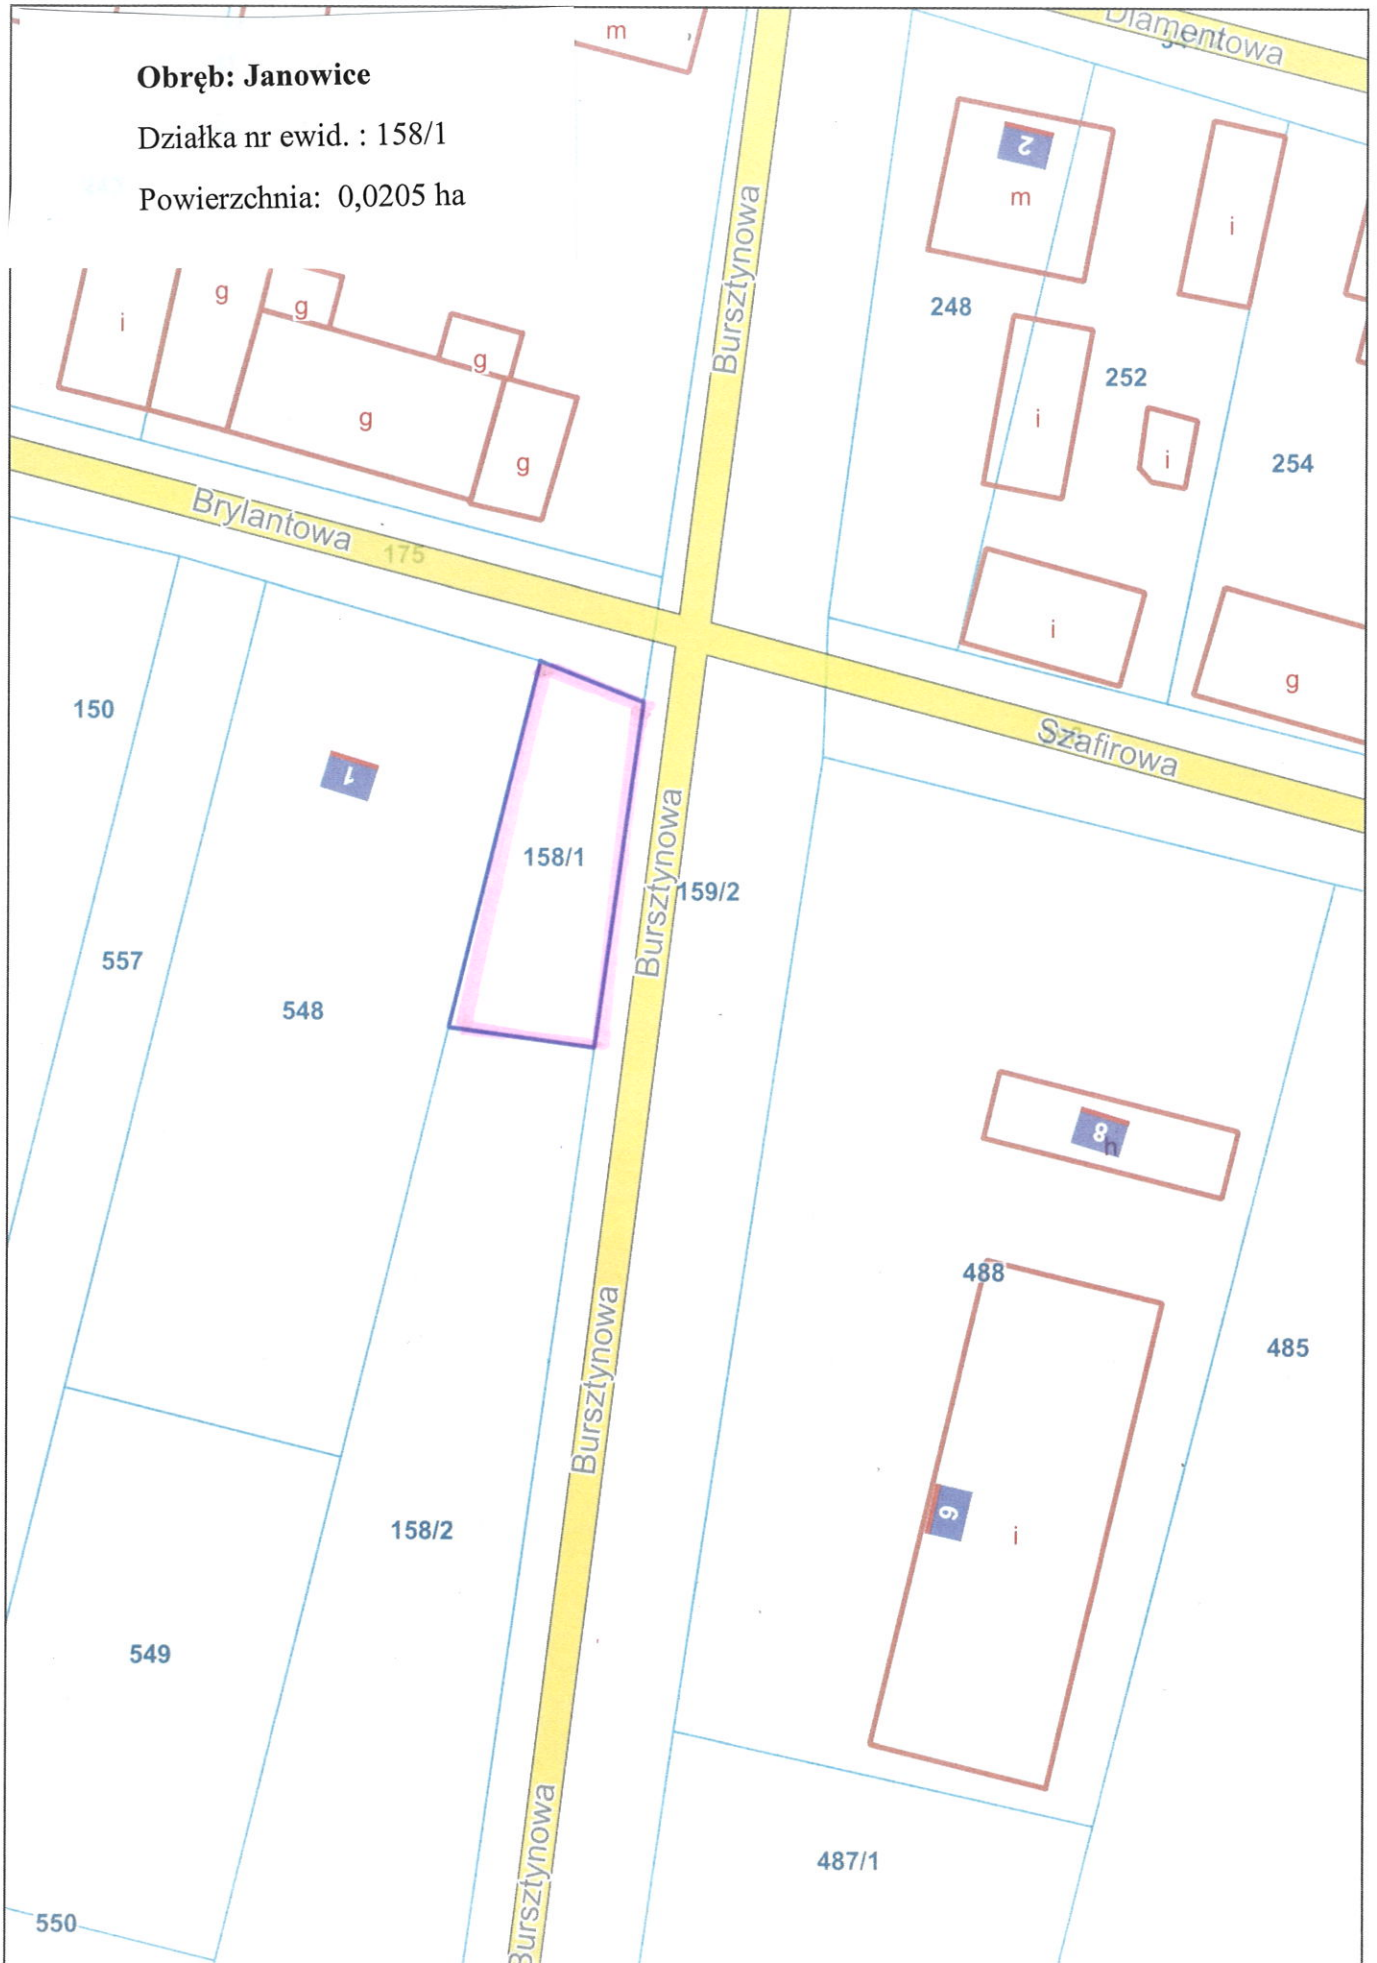 Obręb: Janowice
Działka nr ewid. : 158/1
Powierzchnia: 0,0205 ha
m
Diamentowa
2
m
i
Bursztynowa
g
g
i
248
g
252
g
i
i
g
254
Brylantowa
175
i
g
150
Szafirowa
1
158/1
Bursztynowa
159/2
557
548
8
h
488
485
Bursztynowa
6
i
158/2
549
487/1
Bursztynowa
550